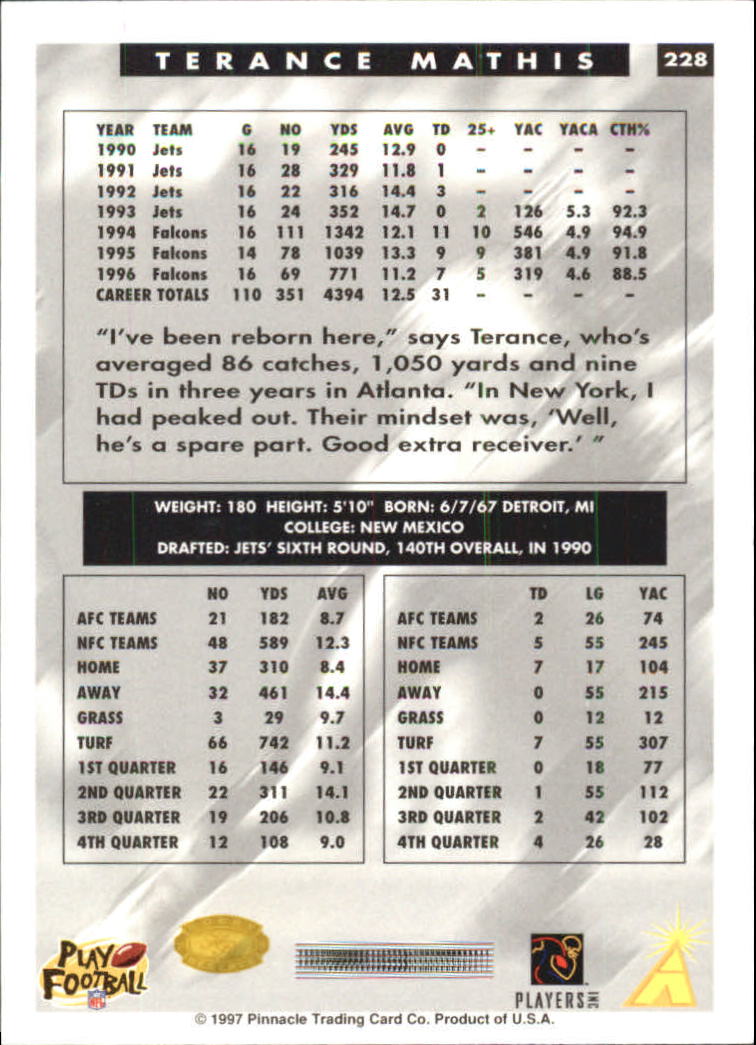 TERANCE MATHIS 228
YEAR TEAM G NO YDS AVG TD 25+ YAC YACA CTH%
1990 Jets 16 19 245 12.9 0 - - - -
1991 Jets 16 28 329 11.8 1 - - - -
1992 Jets 16 22 316 14.4 3 - - - -
1993 Jets 16 24 352 14.7 0 2 126 5.3 92.3
1994 Falcons 16 111 1342 12.1 11 10 546 4.9 94.9
1995 Falcons 14 78 1039 13.3 9 9 381 4.9 91.8
1996 Falcons 16 69 771 11.2 7 5 319 4.6 88.5
CAREER TOTALS 110 351 4394 12.5 31 - - - -
"I've been reborn here," says Terance, who's
averaged 86 catches, 1,050 yards and nine
TDs in three years in Atlanta. "In New York, I
had peaked out. Their mindset was, 'Well,
he's a spare part. Good extra receiver.' "
WEIGHT: 180 HEIGHT: 5'10" BORN: 6/7/67 DETROIT, MI
COLLEGE: NEW MEXICO
DRAFTED: JETS' SIXTH ROUND, 140TH OVERALL, IN 1990
NO YDS AVG
AFC TEAMS 21 182 8.7
NFC TEAMS 48 589 12.3
HOME 37 310 8.4
AWAY 32 461 14.4
GRASS 3 29 9.7
TURF 66 742 11.2
1ST QUARTER 16 146 9.1
2ND QUARTER 22 311 14.1
3RD QUARTER 19 206 10.8
4TH QUARTER 12 108 9.0
TD LG YAC
AFC TEAMS 2 26 74
NFC TEAMS 5 55 245
HOME 7 17 104
AWAY 0 55 215
GRASS 0 12 12
TURF 7 55 307
1ST QUARTER 0 18 77
2ND QUARTER 1 55 112
3RD QUARTER 2 42 102
4TH QUARTER 4 26 28
PLAY
FOOTBALL
NFL
PLAYERS INC
© 1997 Pinnacle Trading Card Co. Product of U.S.A.